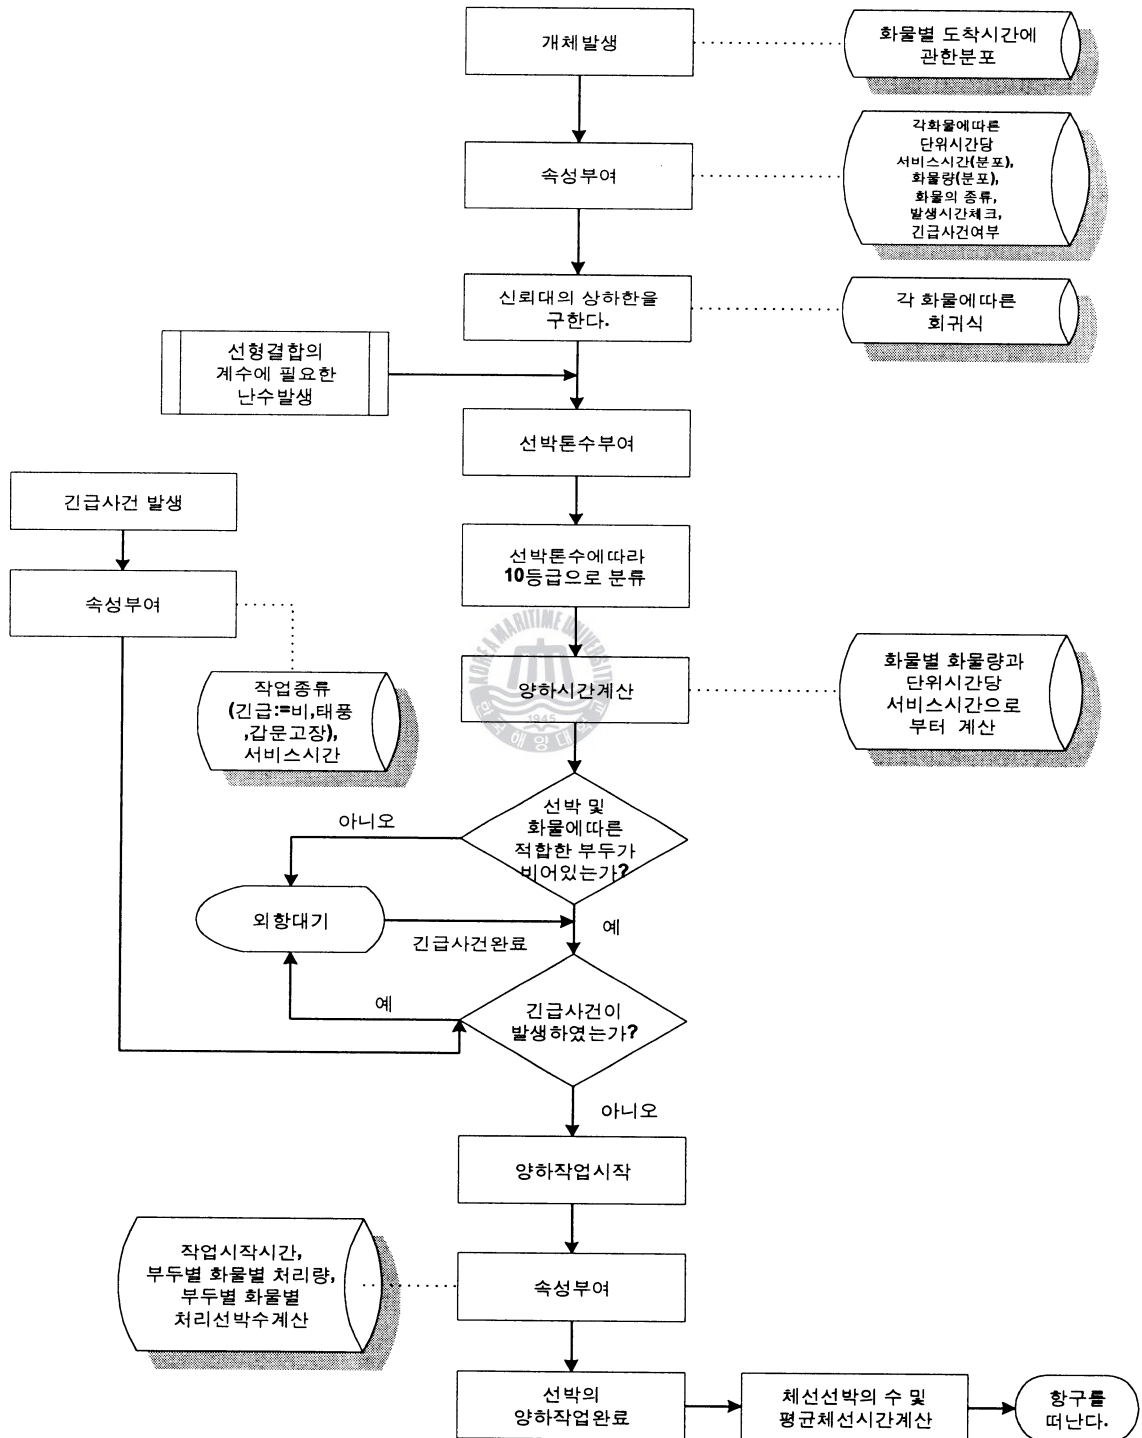 개체발생
화물별 도착시간에
관한분포
속성부여
각화물에따른
단위시간당
서비스시간(분포),
화물량(분포),
화물의 종류,
발생시간체크,
긴급사건여부
신뢰대의 상하한을
구한다.
각 화물에따른
회귀식
선형결합의
계수에 필요한
난수발생
선박톤수부여
긴급사건 발생
속성부여
선박톤수에따라
10등급으로 분류
작업종류
(긴급:=비,태풍
,갑문고장),
서비스시간
KOREA MARITIME UNIVERSITY
1945
한국해양대학교
양하시간계산
화물별 화물량과
단위시간당
서비스시간으로
부터 계산
선박 및
화물에따른
적합한 부두가
비어있는가?
아니오
외항대기
예
긴급사건완료
긴급사건이
발생하였는가?
예
아니오
양하작업시작
작업시작시간,
부두별 화물별 처리량,
부두별 화물별
처리선박수계산
속성부여
선박의
양하작업완료
체선선박의 수 및
평균체선시간계산
항구를
떠난다.